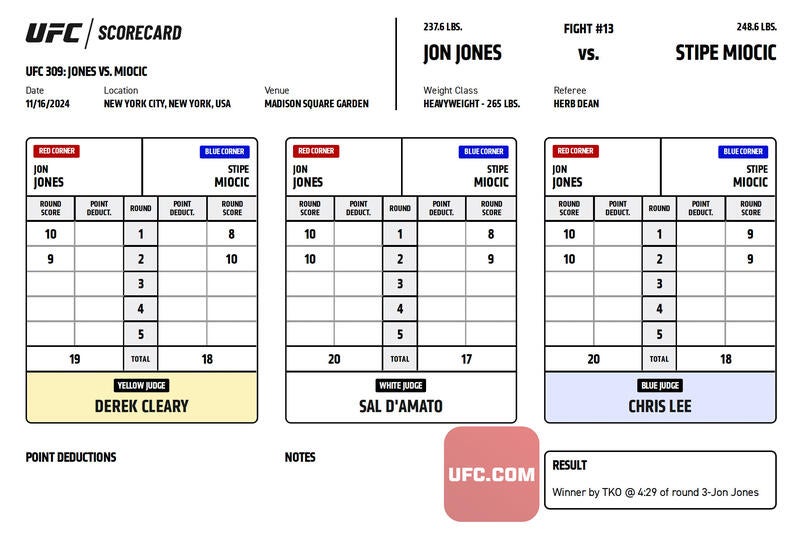 UFC / SCORECARD
UFC 309: JONES VS. MIOCIC
Date Location Venue
11/16/2024 NEW YORK CITY, NEW YORK, USA MADISON SQUARE GARDEN
237.6 LBS. FIGHT #13 248.6 LBS.
JON JONES VS. STIPE MIOCIC
Weight Class Referee
HEAVYWEIGHT - 265 LBS. HERB DEAN
RED CORNER BLUE CORNER
JON STIPE
JONES MIOCIC
ROUND SCORE POINT DEDUCT. ROUND POINT DEDUCT. ROUND SCORE
10 1 8
9 2 10
3
4
5
19 TOTAL 18
YELLOW JUDGE
DEREK CLEARY
RED CORNER BLUE CORNER
JON STIPE
JONES MIOCIC
ROUND SCORE POINT DEDUCT. ROUND POINT DEDUCT. ROUND SCORE
10 1 8
10 2 9
3
4
5
20 TOTAL 17
WHITE JUDGE
SAL D'AMATO
RED CORNER BLUE CORNER
JON STIPE
JONES MIOCIC
ROUND SCORE POINT DEDUCT. ROUND POINT DEDUCT. ROUND SCORE
10 1 9
10 2 9
3
4
5
20 TOTAL 18
BLUE JUDGE
CHRIS LEE
POINT DEDUCTIONS
NOTES
UFC.COM
RESULT
Winner by TKO @ 4:29 of round 3-Jon Jones